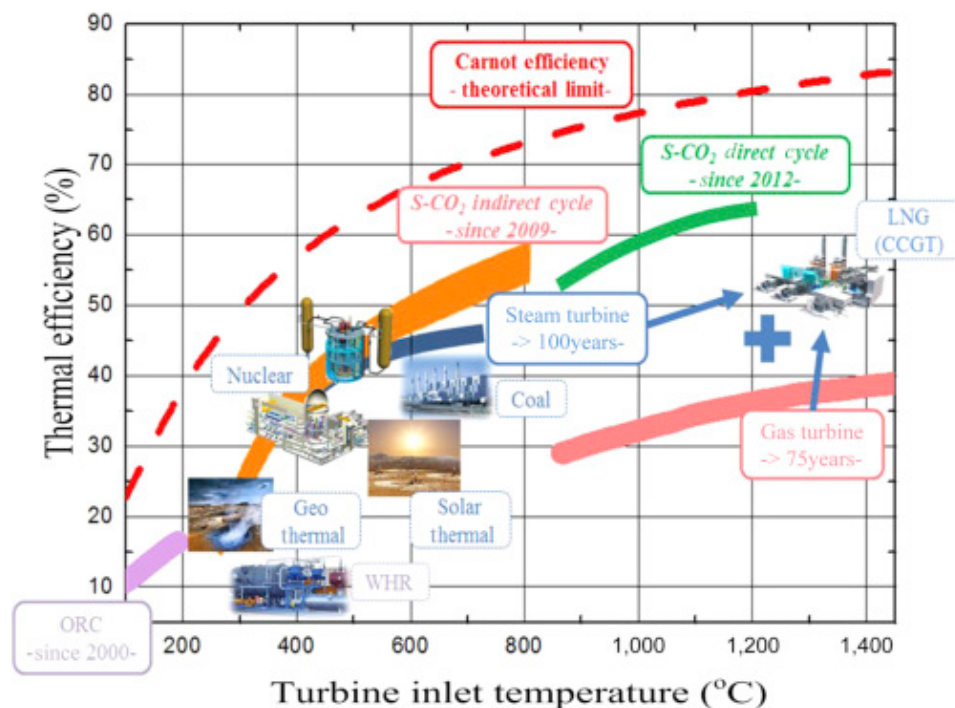 90
80
70
60
50
40
30
20
10
Thermal efficiency (%)
Carnot efficiency
- theoretical limit-
S-CO₂ direct cycle
-since 2012-
S-CO₂ indirect cycle
-since 2009-
LNG
(CCGT)
Steam turbine
-> 100years-
Nuclear
Coal
Gas turbine
-> 75years-
Geo
thermal
Solar
thermal
WHR
ORC
-since 2000-
200 400 600 800 1,000 1,200 1,400
Turbine inlet temperature (°C)